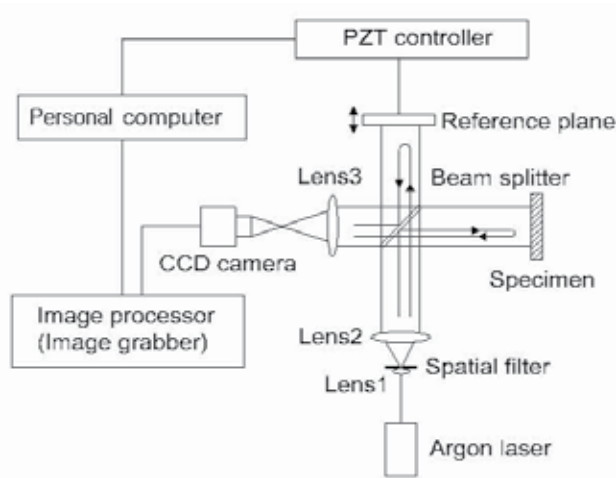 PZT controller
Personal computer
Reference plane
Lens3
Beam splitter
CCD camera
Specimen
Image processor
(Image grabber)
Lens2
Spatial filter
Lens1
Argon laser